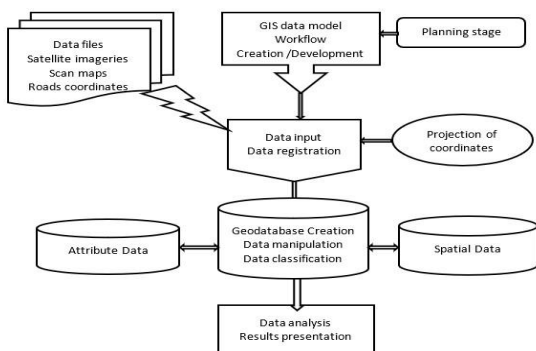 Data files
Satellite imageries
Scan maps
Roads coordinates
GIS data model
Workflow
Creation /Development
Planning stage
Data input
Data registration
Projection of
coordinates
Attribute Data
Geodatabase Creation
Data manipulation
Data classification
Spatial Data
Data analysis
Results presentation